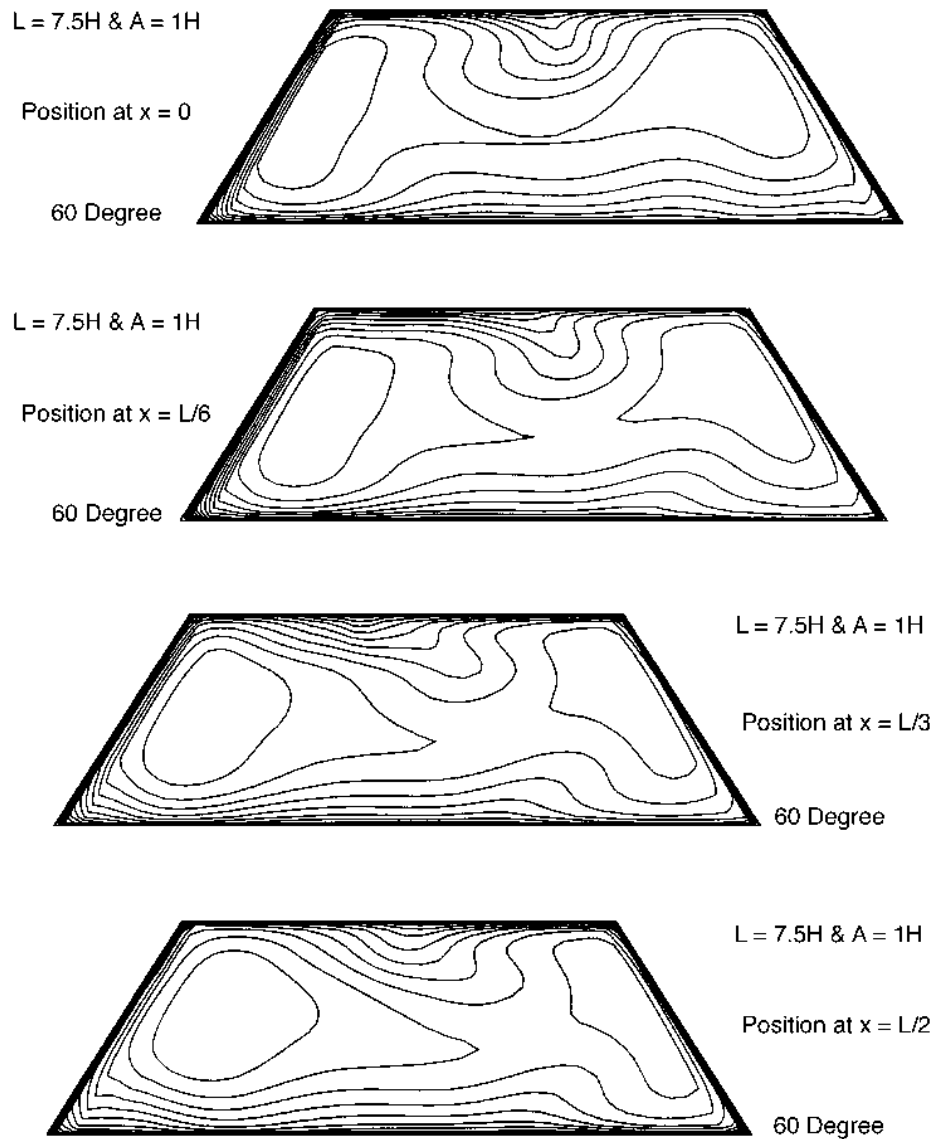 L = 7.5H & A = 1H
Position at x = 0
60 Degree
L = 7.5H & A = 1H
Position at x = L/6
60 Degree
L = 7.5H & A = 1H
Position at x = L/3
60 Degree
L = 7.5H & A = 1H
Position at x = L/2
60 Degree